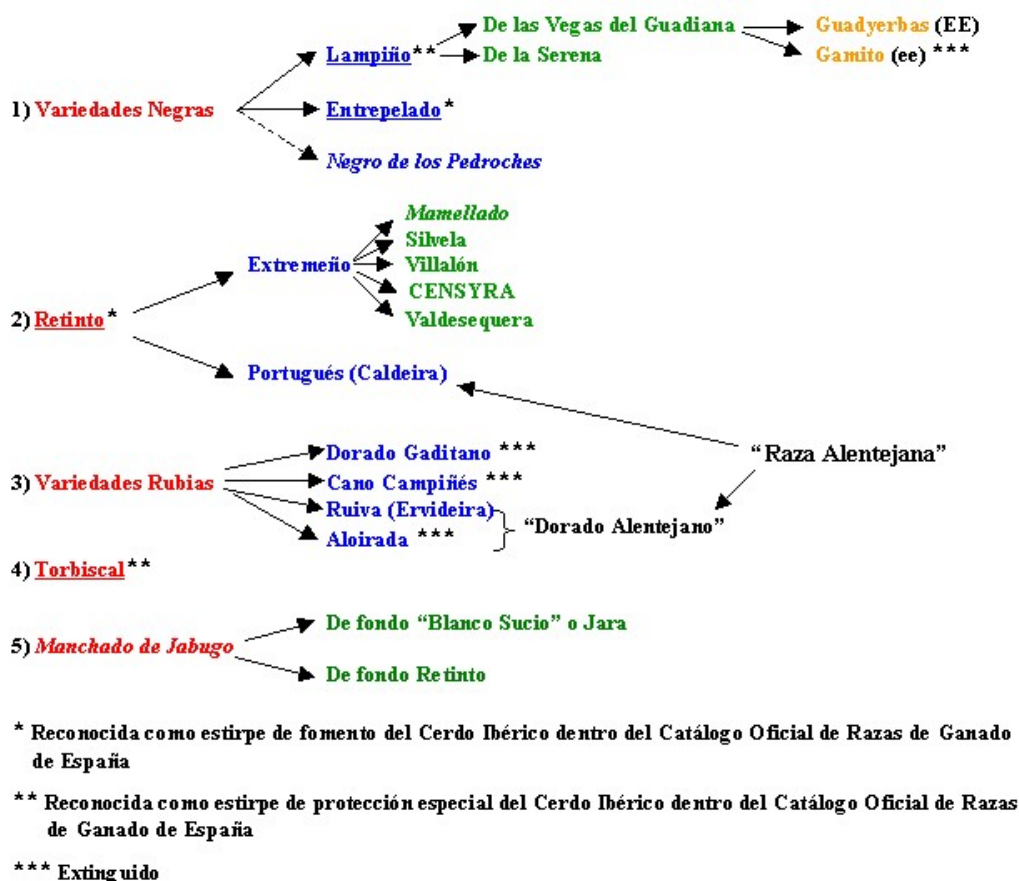 De las Vegas del Guadiana
Guadyerbas (EE)
Lampiño**
De la Serena
Gamito (ee) ***
1) Variedades Negras
Entrepelado*
Negro de los Pedroches
Mamellado
Silvela
Extremeño
Villalón
CENSYRA
2) Retinto*
Valdesequera
Portugués (Caldeira)
Dorado Gaditano ***
"Raza Alentejana"
3) Variedades Rubias
Cano Campiñés ***
Ruiva (Ervideira)
“Dorado Alentejano”
Aloirada ***
4) Torbiscal**
De fondo “Blanco Sucio” o Jara
5) Manchado de Jabugo
De fondo Retinto
* Reconocida como estirpe de fomento del Cerdo Ibérico dentro del Catálogo Oficial de Razas de Ganado
de España
** Reconocida como estirpe de protección especial del Cerdo Ibérico dentro del Catálogo Oficial de Razas
de Ganado de España
*** Extinguido